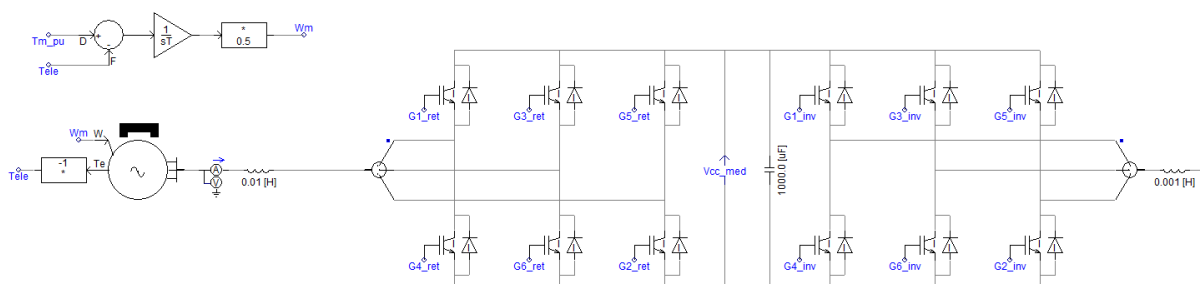 Tm_pu
D
+
-
F
Tele
1
sT
*
0.5
Wm
Wm
W
Te
-1
*
Tele
A
V
0.01 [H]
G1_ret
G3_ret
G5_ret
G4_ret
G6_ret
G2_ret
Vcc_med
1000.0 [uF]
G1_inv
G3_inv
G5_inv
G4_inv
G6_inv
G2_inv
0.001 [H]